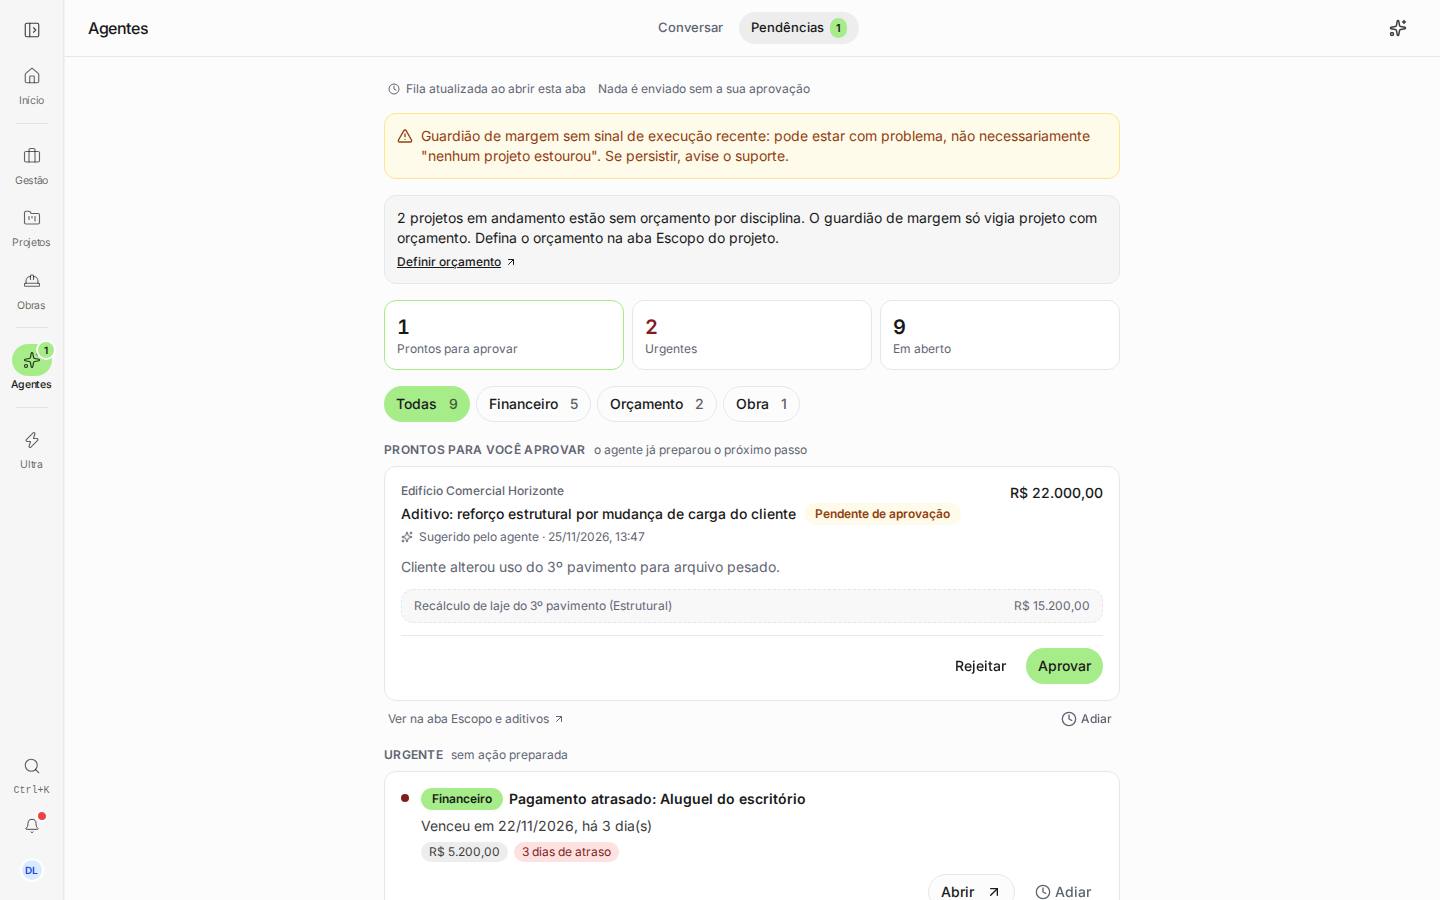 Agentes
Conversar
Pendências 1
Início
Gestão
Projetos
Obras
1
Agentes
Ultra
Ctrl+K
DL
Fila atualizada ao abrir esta aba Nada é enviado sem a sua aprovação
Guardião de margem sem sinal de execução recente: pode estar com problema, não necessariamente
"nenhum projeto estourou". Se persistir, avise o suporte.
2 projetos em andamento estão sem orçamento por disciplina. O guardião de margem só vigia projeto com
orçamento. Defina o orçamento na aba Escopo do projeto.
Definir orçamento
1
Prontos para aprovar
2
Urgentes
9
Em aberto
Todas 9
Financeiro 5
Orçamento 2
Obra 1
PRONTOS PARA VOCÊ APROVAR o agente já preparou o próximo passo
Edifício Comercial Horizonte
R$ 22.000,00
Aditivo: reforço estrutural por mudança de carga do cliente Pendente de aprovação
Sugerido pelo agente · 25/11/2026, 13:47
Cliente alterou uso do 3º pavimento para arquivo pesado.
Recálculo de laje do 3º pavimento (Estrutural) R$ 15.200,00
Rejeitar Aprovar
Ver na aba Escopo e aditivos
Adiar
URGENTE sem ação preparada
Financeiro Pagamento atrasado: Aluguel do escritório
Venceu em 22/11/2026, há 3 dia(s)
R$ 5.200,00 3 dias de atraso
Abrir Adiar